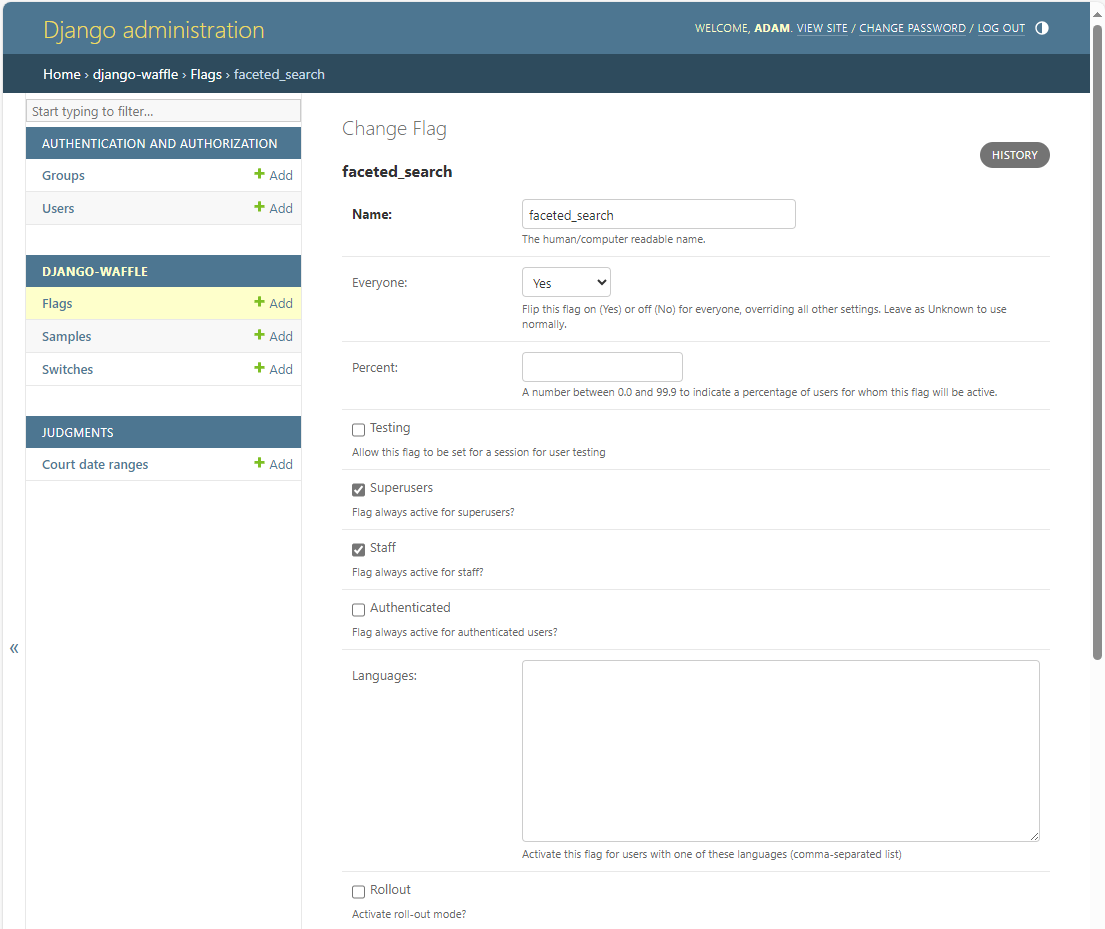 Django administration
WELCOME, ADAM. VIEW SITE / CHANGE PASSWORD / LOG OUT
Home › django-waffle › Flags › faceted_search
Start typing to filter...
AUTHENTICATION AND AUTHORIZATION
Groups
+ Add
Users
+ Add
DJANGO-WAFFLE
Flags
+ Add
Samples
+ Add
Switches
+ Add
JUDGMENTS
Court date ranges
+ Add
«
Change Flag
HISTORY
faceted_search
Name:
faceted_search
The human/computer readable name.
Everyone:
Yes
Flip this flag on (Yes) or off (No) for everyone, overriding all other settings. Leave as Unknown to use
normally.
Percent:
A number between 0.0 and 99.9 to indicate a percentage of users for whom this flag will be active.
Testing
Allow this flag to be set for a session for user testing
Superusers
Flag always active for superusers?
Staff
Flag always active for staff?
Authenticated
Flag always active for authenticated users?
Languages:
Activate this flag for users with one of these languages (comma-separated list)
Rollout
Activate roll-out mode?